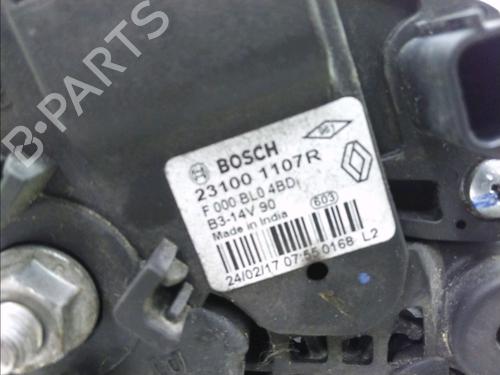 B-PARTS
BOSCH
23100 1107R
F 000 BL0 4BD
B3-14V 90
603
Made in India
24/02/17 07:55 0168 L2